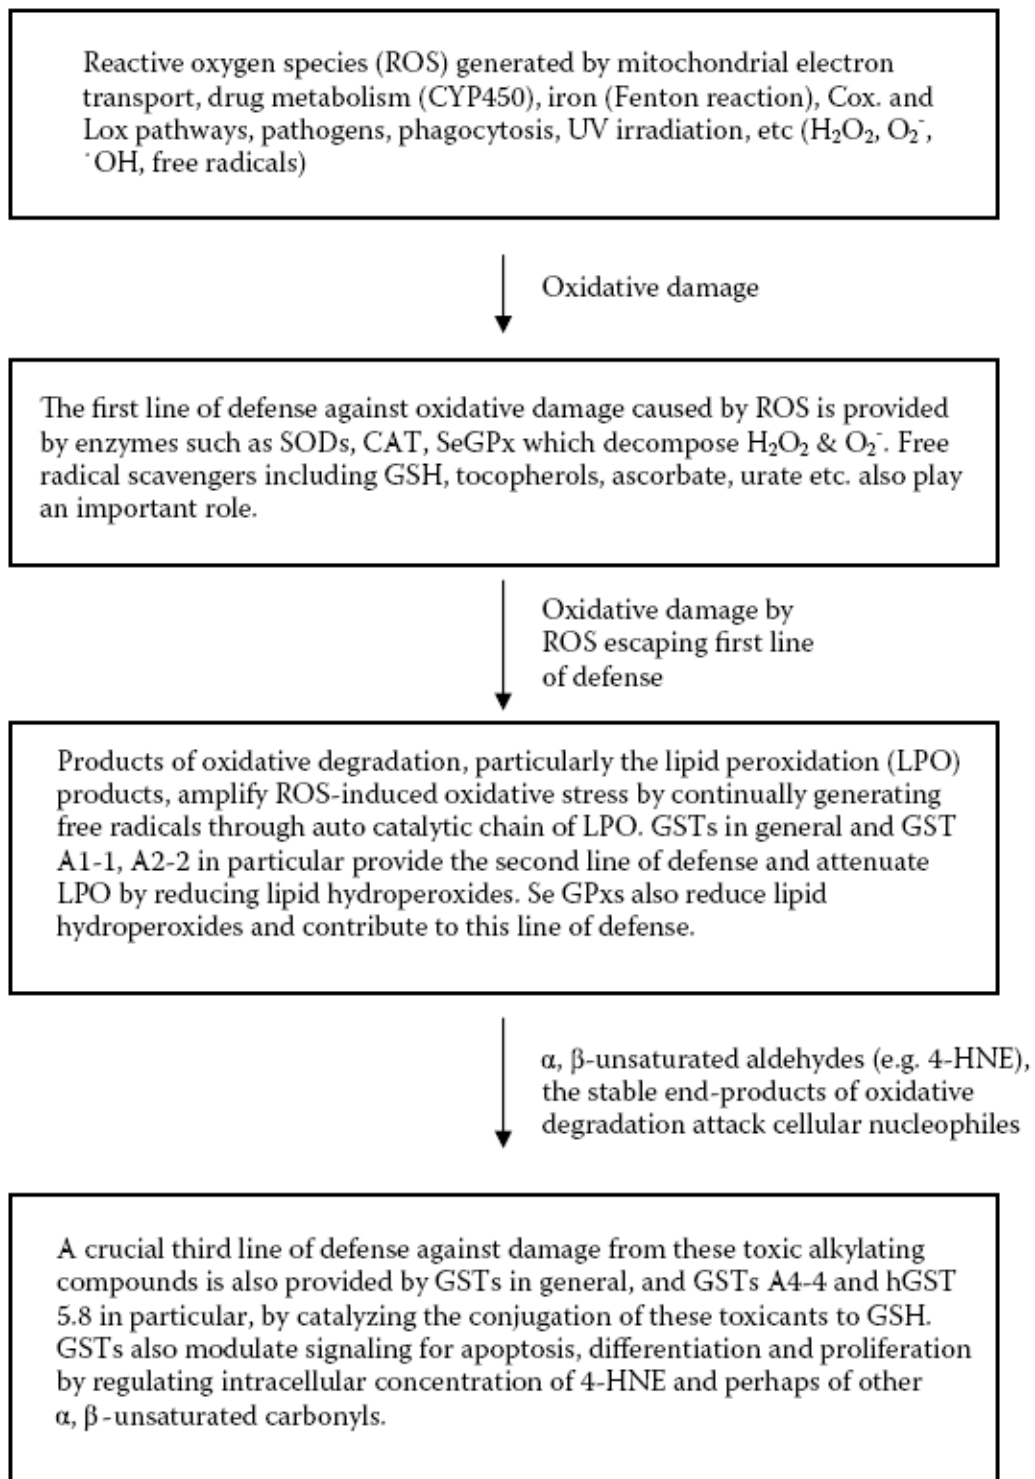 Reactive oxygen species (ROS) generated by mitochondrial electron
transport, drug metabolism (CYP450), iron (Fenton reaction), Cox. and
Lox pathways, pathogens, phagocytosis, UV irradiation, etc (H₂O₂, O₂⁻,
˙OH, free radicals)
Oxidative damage
The first line of defense against oxidative damage caused by ROS is provided
by enzymes such as SODs, CAT, SeGPx which decompose H₂O₂ & O₂⁻. Free
radical scavengers including GSH, tocopherols, ascorbate, urate etc. also play
an important role.
Oxidative damage by
ROS escaping first line
of defense
Products of oxidative degradation, particularly the lipid peroxidation (LPO)
products, amplify ROS-induced oxidative stress by continually generating
free radicals through auto catalytic chain of LPO. GSTs in general and GST
A1-1, A2-2 in particular provide the second line of defense and attenuate
LPO by reducing lipid hydroperoxides. Se GPxs also reduce lipid
hydroperoxides and contribute to this line of defense.
α, β-unsaturated aldehydes (e.g. 4-HNE),
the stable end-products of oxidative
degradation attack cellular nucleophiles
A crucial third line of defense against damage from these toxic alkylating
compounds is also provided by GSTs in general, and GSTs A4-4 and hGST
5.8 in particular, by catalyzing the conjugation of these toxicants to GSH.
GSTs also modulate signaling for apoptosis, differentiation and proliferation
by regulating intracellular concentration of 4-HNE and perhaps of other
α, β-unsaturated carbonyls.